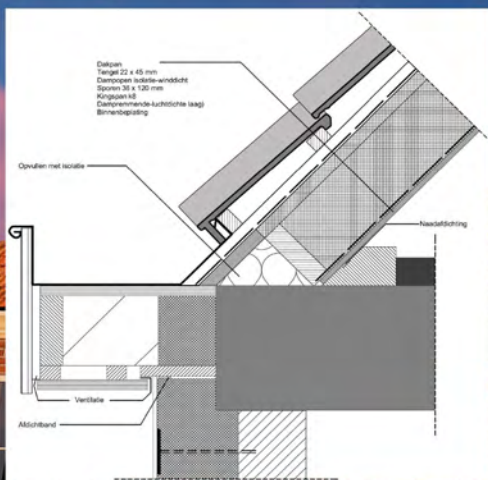 Dakpan
Tengel 22 x 45 mm
Dampopen isolatie-winddicht
Sporen 38 x 120 mm
Kingspan k8
Dampremmende-luchtdichte laag)
Binnenbeplating
Opvullen met isolatie
Naadafdichting
Ventilatie
Afdichtband